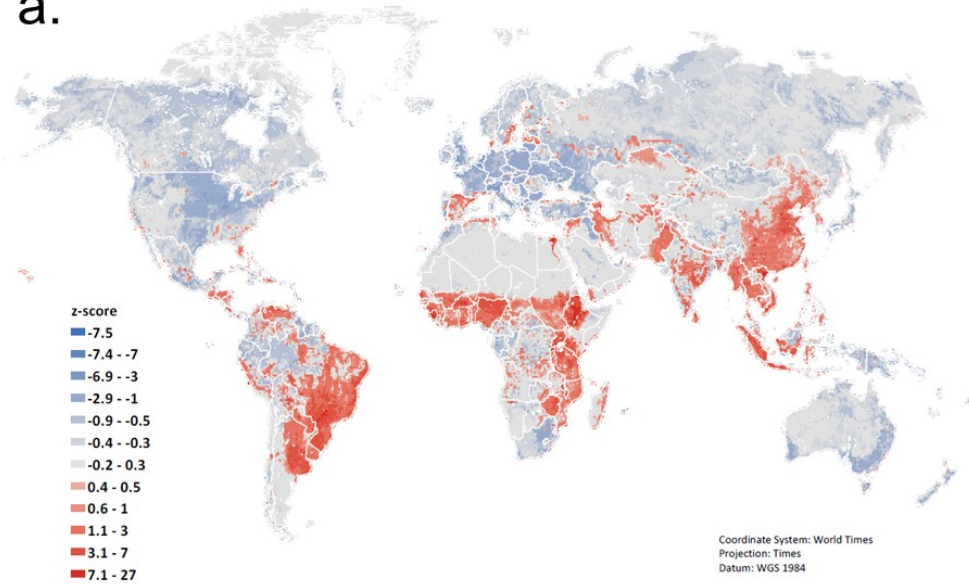 a.
z-score
-7.5
-7.4 - -7
-6.9 - -3
-2.9 - -1
-0.9 - -0.5
-0.4 - -0.3
-0.2 - 0.3
0.4 - 0.5
0.6 - 1
1.1 - 3
3.1 - 7
7.1 - 27
Coordinate System: World Times
Projection: Times
Datum: WGS 1984